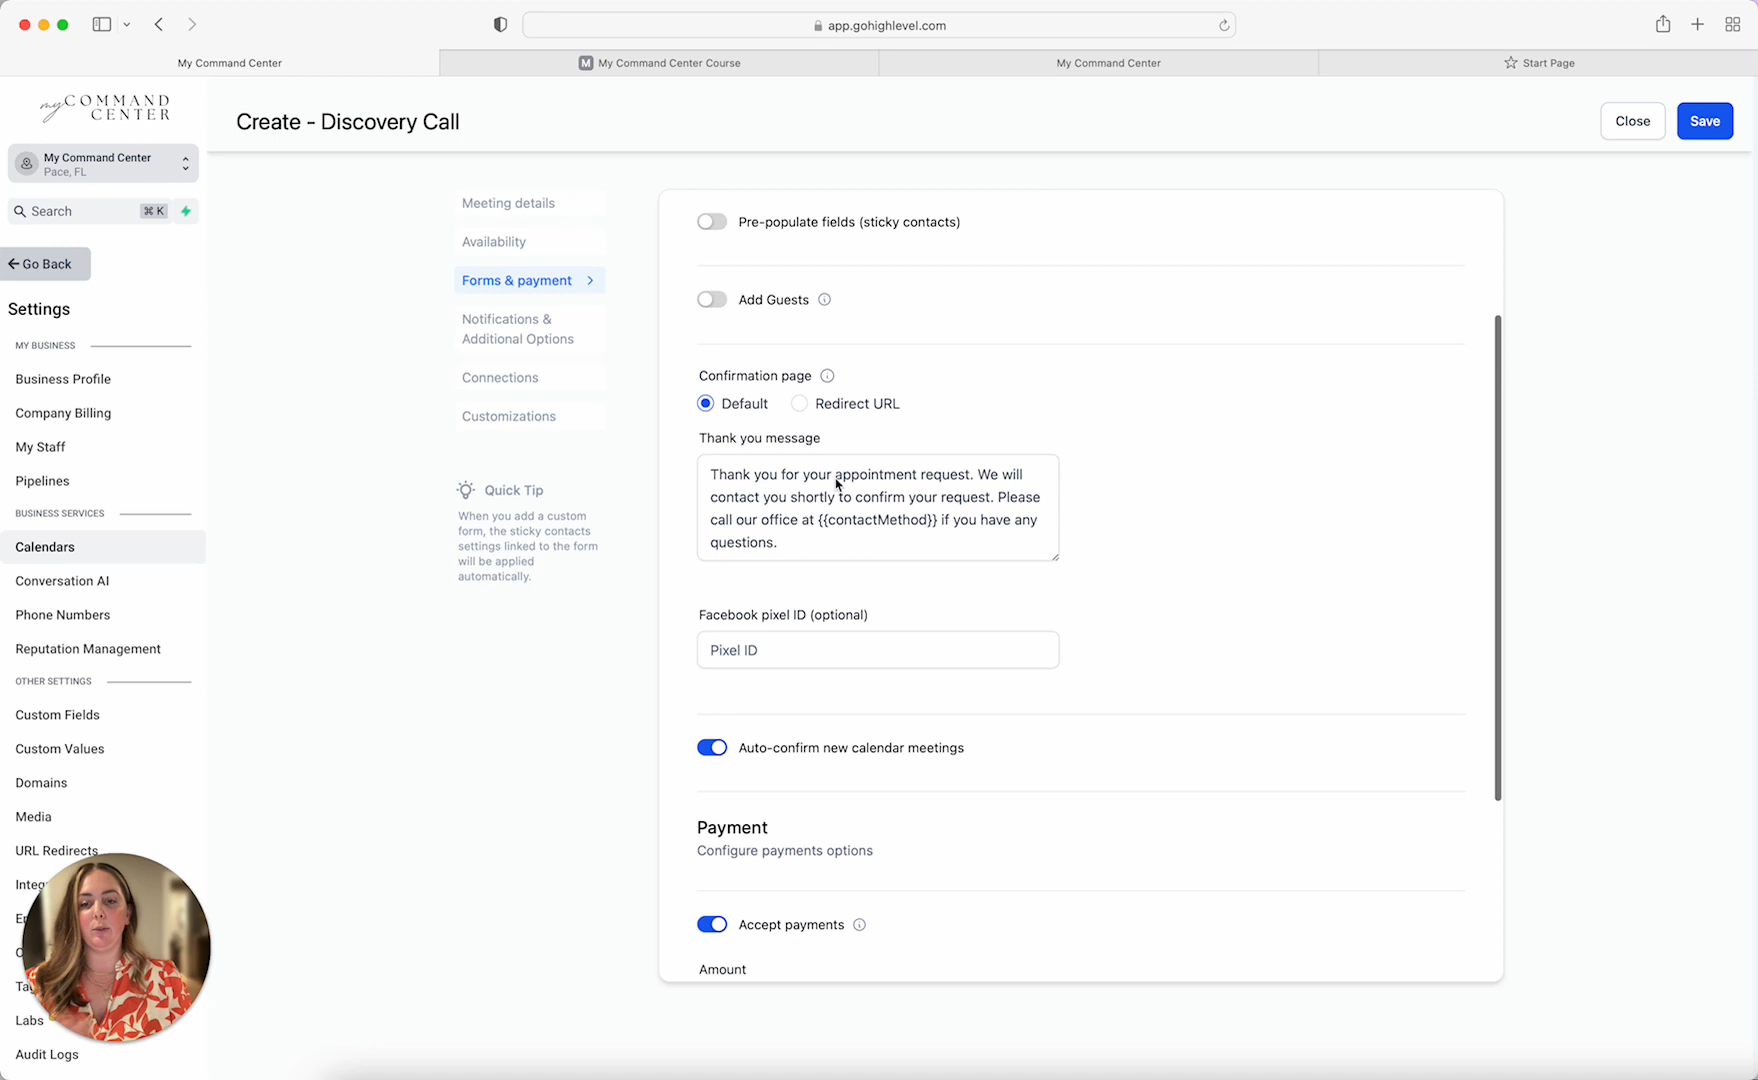 app.gohighlevel.com
My Command Center
M My Command Center Course
My Command Center
Start Page
my COMMAND
CENTER
My Command Center
Pace, FL
Search ⌘ K
Go Back
Settings
MY BUSINESS
Business Profile
Company Billing
My Staff
Pipelines
BUSINESS SERVICES
Calendars
Conversation AI
Phone Numbers
Reputation Management
OTHER SETTINGS
Custom Fields
Custom Values
Domains
Media
URL Redirects
Labs
Audit Logs
Create - Discovery Call
Close
Save
Meeting details
Availability
Forms & payment
Notifications &
Additional Options
Connections
Customizations
Quick Tip
When you add a custom
form, the sticky contacts
settings linked to the form
will be applied
automatically.
Pre-populate fields (sticky contacts)
Add Guests
Confirmation page
Default
Redirect URL
Thank you message
Thank you for your appointment request. We will
contact you shortly to confirm your request. Please
call our office at {{contactMethod}} if you have any
questions.
Facebook pixel ID (optional)
Pixel ID
Auto-confirm new calendar meetings
Payment
Configure payments options
Accept payments
Amount